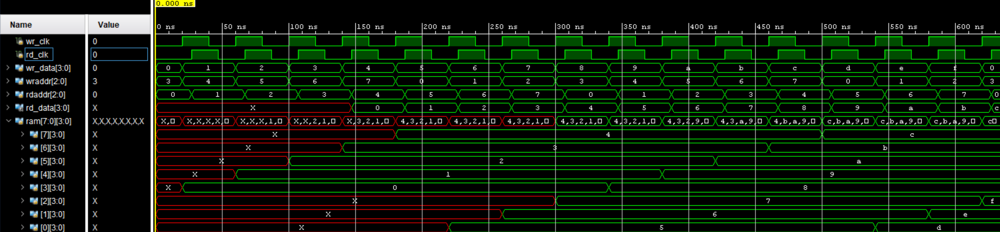 0.000 ns
Name Value 0 ns 50 ns 100 ns 150 ns 200 ns 250 ns 300 ns 350 ns 400 ns 450 ns 500 ns 550 ns 600 ns
wr_clk 0
rd_clk 0
wr_data[3:0] 0 0 1 2 3 4 5 6 7 8 9 a b c d e f 0
wraddr[2:0] 3 3 4 5 6 7 0 1 2 3 4 5 6 7 0 1 2 3
rdaddr[2:0] 0 0 1 2 3 4 5 6 7 0 1 2 3 4 5 6 7 0
rd_data[3:0] X X 0 1 2 3 4 5 6 7 8 9 a b c
ram[7:0][3:0] X,X,X,X,X,X,X,X X,□ X,X,X,X,□ X,X,X,1,□ X,X,2,1,□ X,3,2,1,□ 4,3,2,1,□ 4,3,2,1,□ 4,3,2,1,□ 4,3,2,1,□ 4,3,2,1,□ 4,3,2,9,□ 4,3,a,9,□ 4,b,a,9,□ c,b,a,9,□ c,b,a,9,□ c,b,a,9,□ c□
[7][3:0] X X 4 c
[6][3:0] X X 3 b
[5][3:0] X X 2 a
[4][3:0] X X 1 9
[3][3:0] X X 0 8
[2][3:0] X X 7 f
[1][3:0] X X 6 e
[0][3:0] X X 5 d